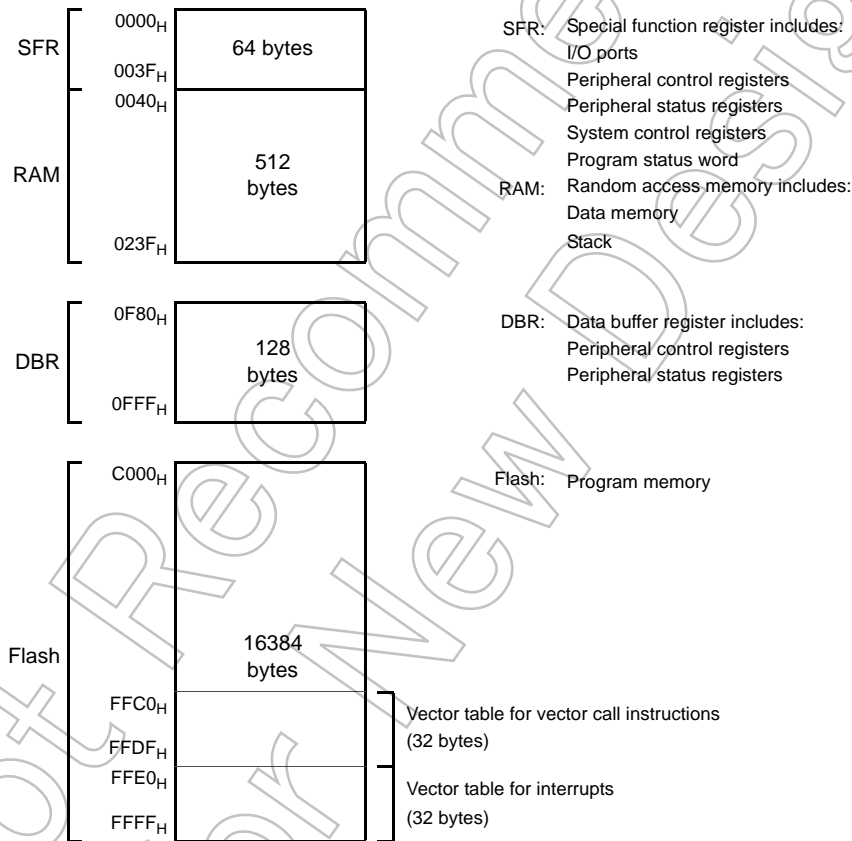 0000H
SFR
64 bytes
003FH
0040H
RAM
512
bytes
023FH
SFR: Special function register includes:
I/O ports
Peripheral control registers
Peripheral status registers
System control registers
Program status word
RAM: Random access memory includes:
Data memory
Stack
0F80H
DBR
128
bytes
0FFFH
DBR: Data buffer register includes:
Peripheral control registers
Peripheral status registers
C000H
Flash: Program memory
Flash
16384
bytes
FFC0H
FFDFH
Vector table for vector call instructions
(32 bytes)
FFE0H
FFFFH
Vector table for interrupts
(32 bytes)